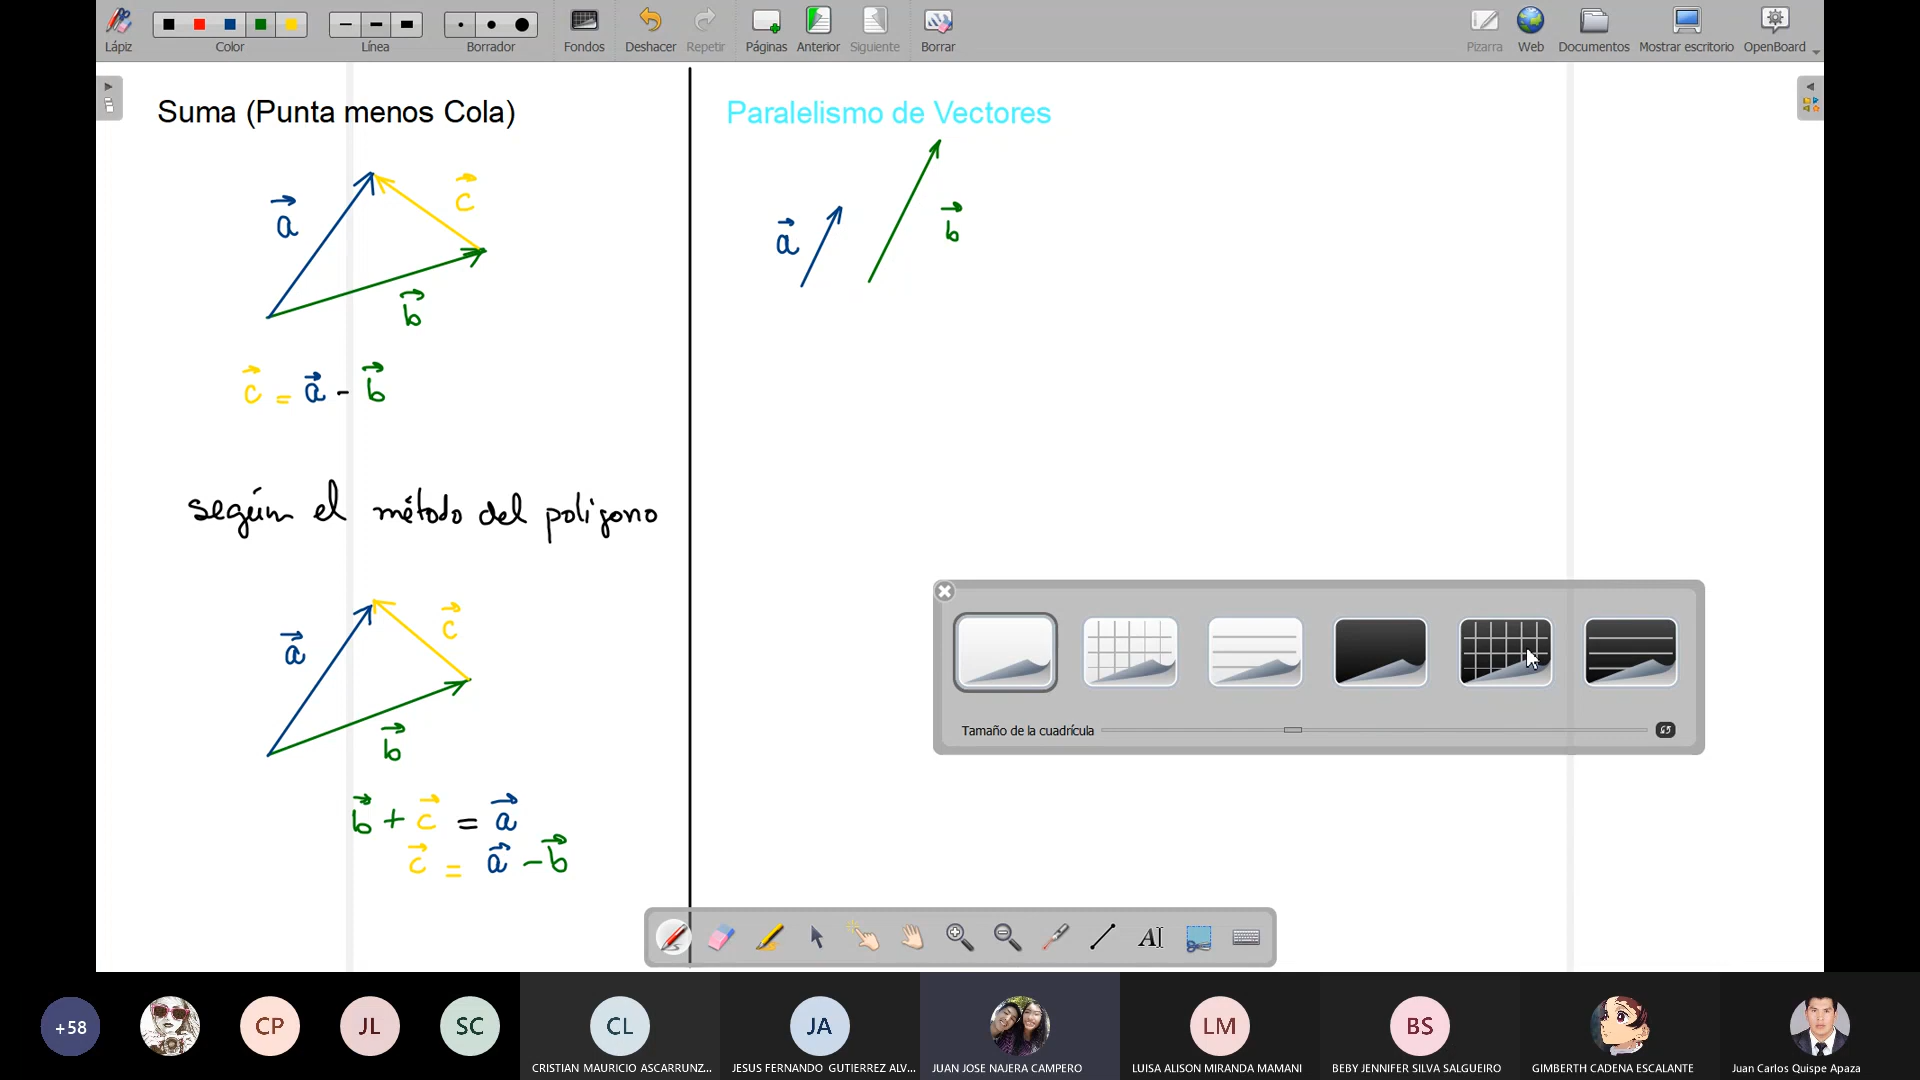 Lápiz Color Línea Borrador Fondos Deshacer Repetir Páginas Anterior Siguiente Borrar Pizarra Web Documentos Mostrar escritorio OpenBoard
Suma (Punta menos Cola)
a
c
b
c = a - b
según el método del polígono
a
c
b
b + c = a
c = a - b
Paralelismo de Vectores
a
b
Tamaño de la cuadrícula
+58 CP JL SC CL JA LM BS
CRISTIAN MAURICIO ASCARRUNZ... JESUS FERNANDO GUTIERREZ ALV... JUAN JOSE NAJERA CAMPERO LUISA ALISON MIRANDA MAMANI BEBY JENNIFER SILVA SALGUEIRO GIMBERTH CADENA ESCALANTE Juan Carlos Quispe Apaza